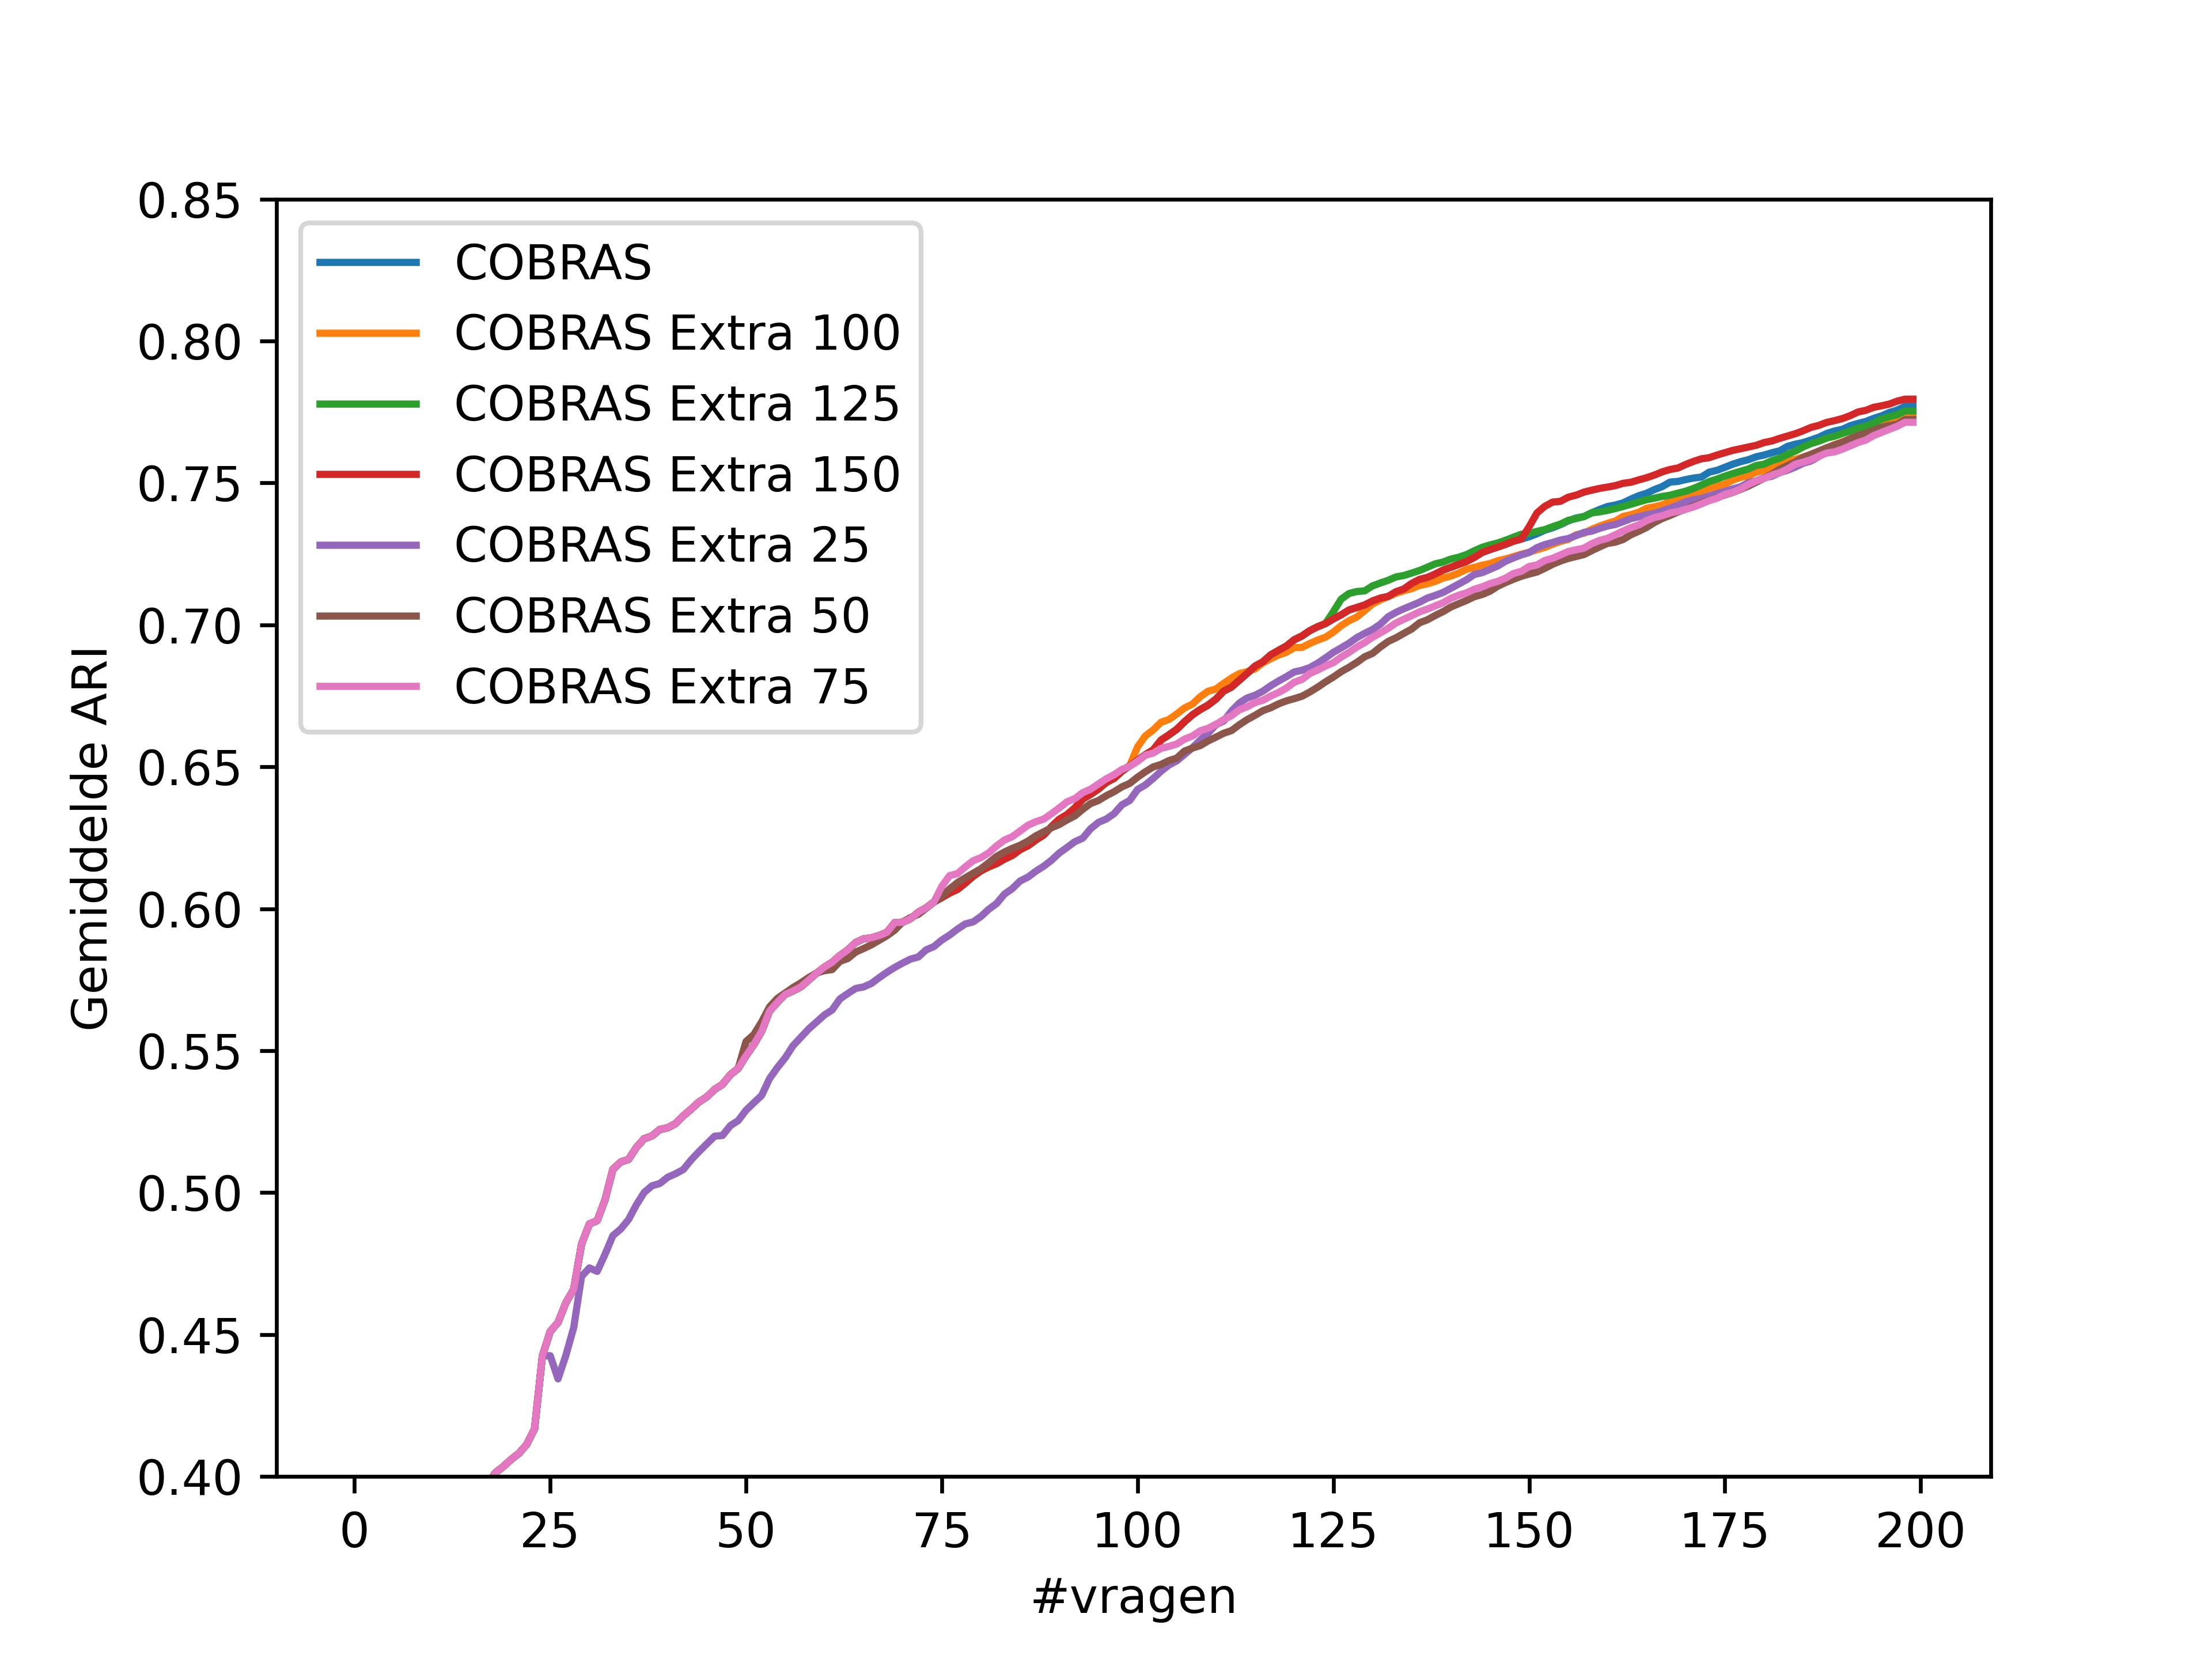 0.85
0.80
0.75
0.70
0.65
0.60
0.55
0.50
0.45
0.40
Gemiddelde ARI
COBRAS
COBRAS Extra 100
COBRAS Extra 125
COBRAS Extra 150
COBRAS Extra 25
COBRAS Extra 50
COBRAS Extra 75
0 25 50 75 100 125 150 175 200
#vragen